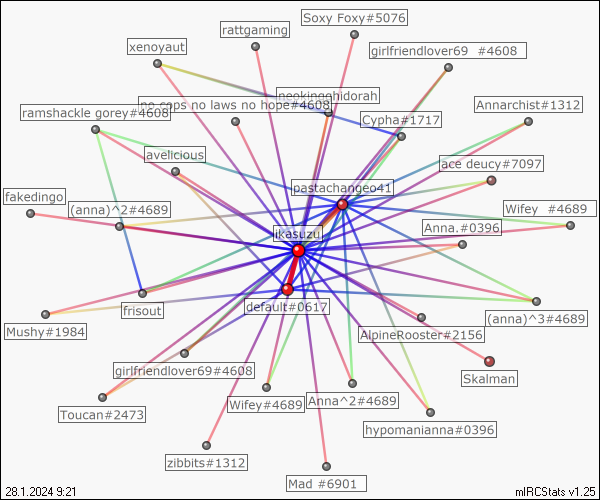 Soxy Foxy#5076
rattgaming
xenoyaut
girlfriendlover69 #4608
neokingghidorah
no cops no laws no hope#4608
ramshackle gorey#4608
Annarchist#1312
Cypha#1717
avelicious
ace deucy#7097
pastachangeo41
fakedingo
(anna)^2#4689
Wifey #4689
Anna.#0396
ikasuzu
frisout
default#0617
(anna)^3#4689
Mushy#1984
AlpineRooster#2156
girlfriendlover69#4608
Skalman
Toucan#2473
Wifey#4689
Anna^2#4689
hypomanianna#0396
zibbits#1312
Mad #6901
28.1.2024 9:21
mIRCStats v1.25